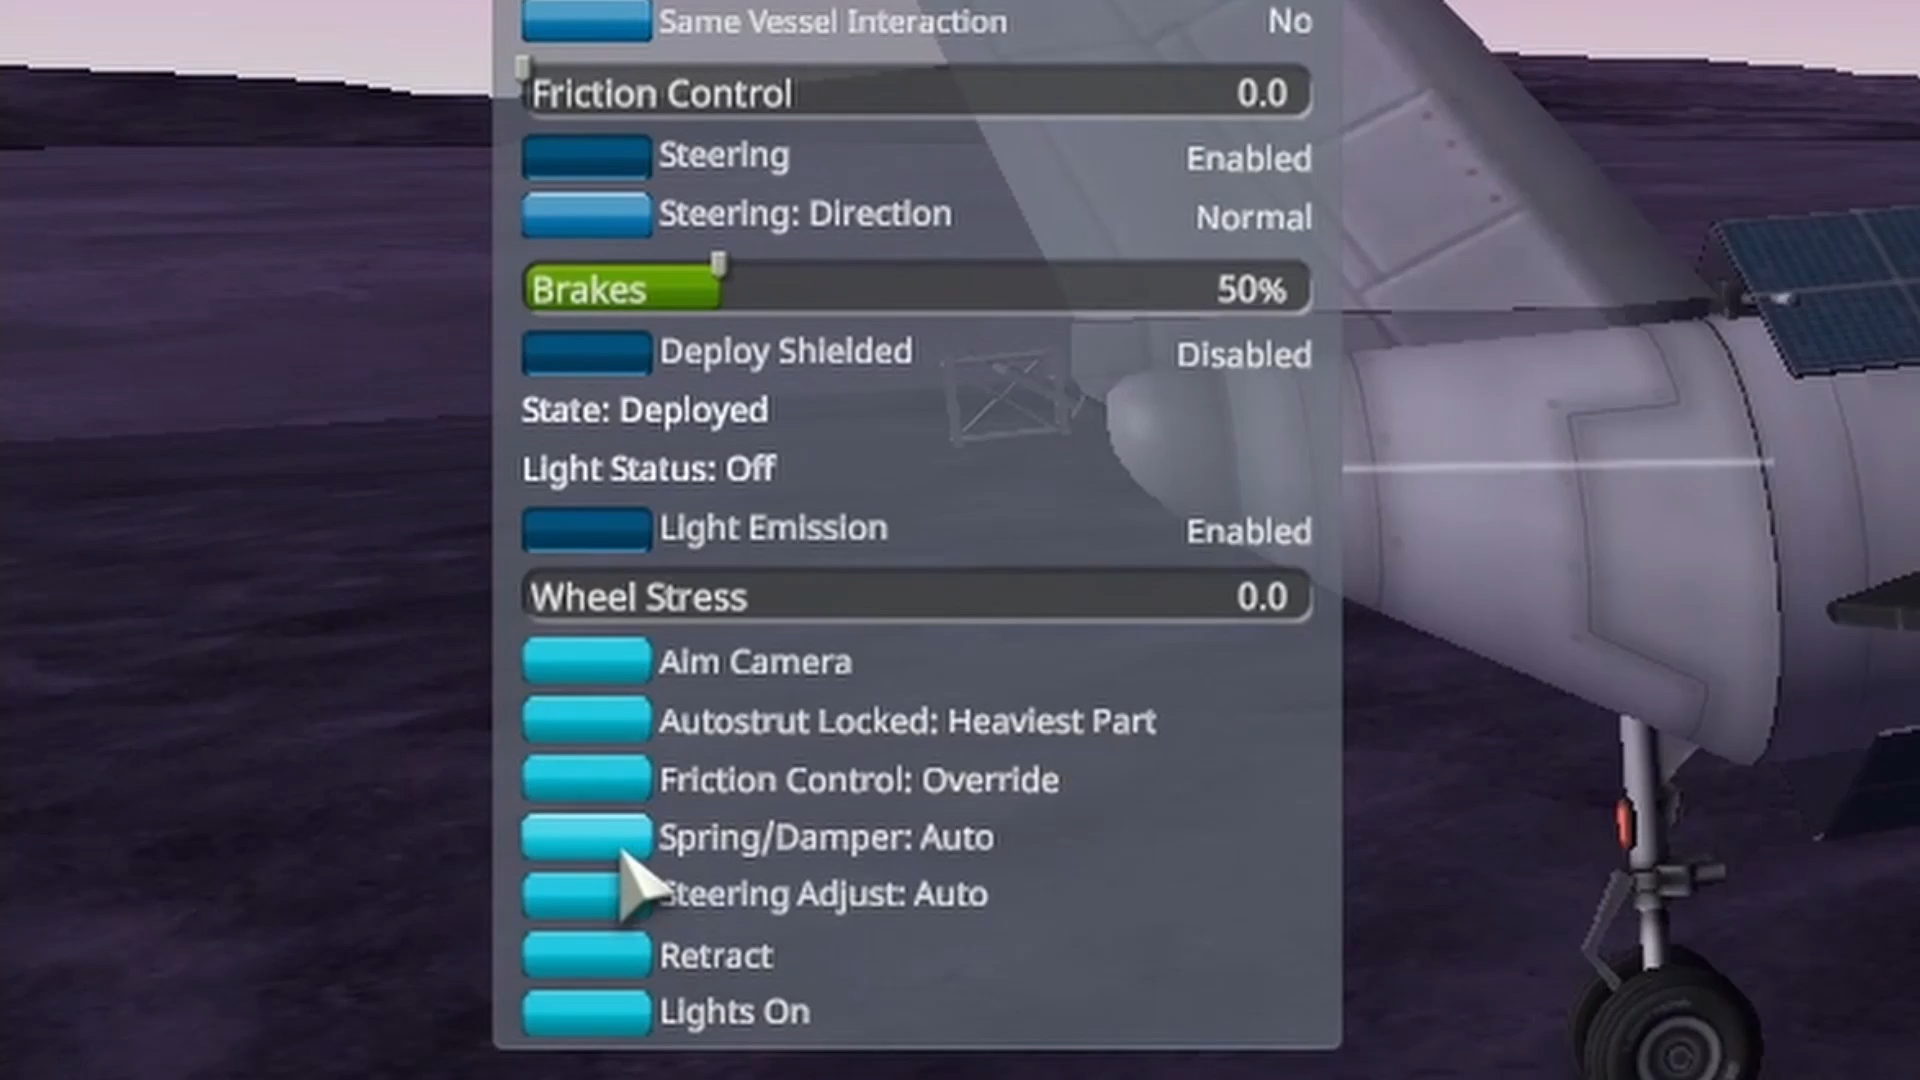 Same Vessel Interaction No
Friction Control 0.0
Steering Enabled
Steering: Direction Normal
Brakes 50%
Deploy Shielded Disabled
State: Deployed
Light Status: Off
Light Emission Enabled
Wheel Stress 0.0
Aim Camera
Autostrut Locked: Heaviest Part
Friction Control: Override
Spring/Damper: Auto
Steering Adjust: Auto
Retract
Lights On